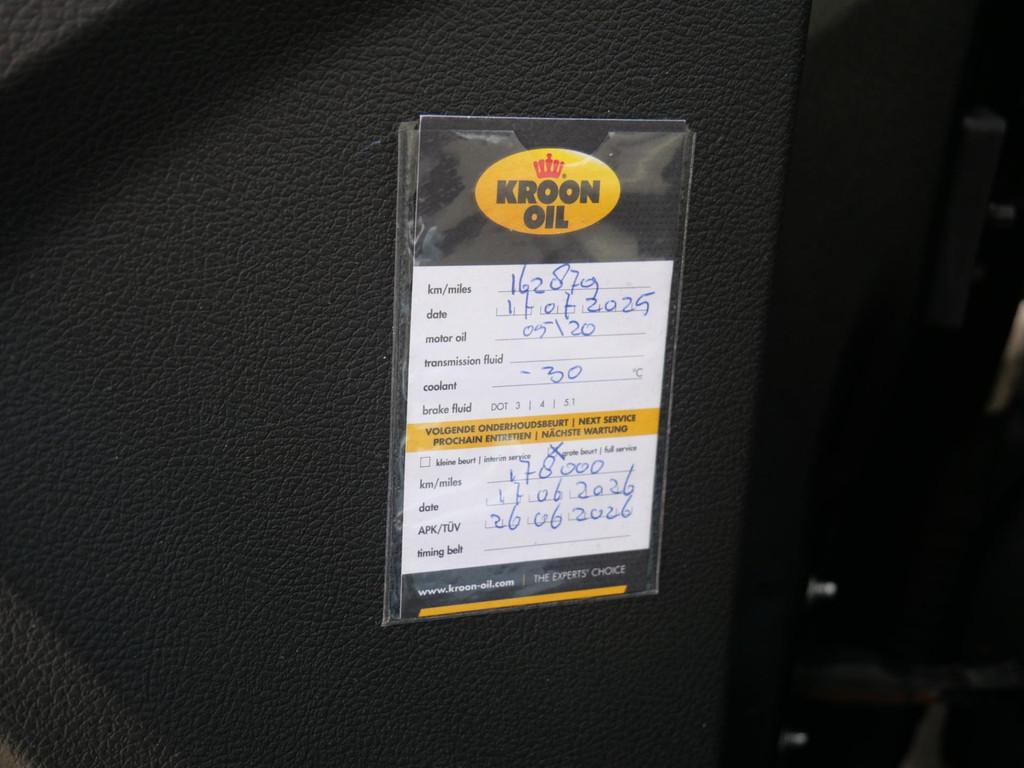 KROON
OIL
km/miles 162870
date 17 07 2025
motor oil 05\20
transmission fluid
coolant -30 °C
brake fluid DOT 3 | 4 | 5.1
VOLGENDE ONDERHOUDSBEURT | NEXT SERVICE
PROCHAIN ENTRETIEN | NÄCHSTE WARTUNG
kleine beurt | interim service X grote beurt | full service
km/miles 178000
date 17 06 2026
APK/TÜV 26 06 2026
timing belt
www.kroon-oil.com | THE EXPERTS' CHOICE